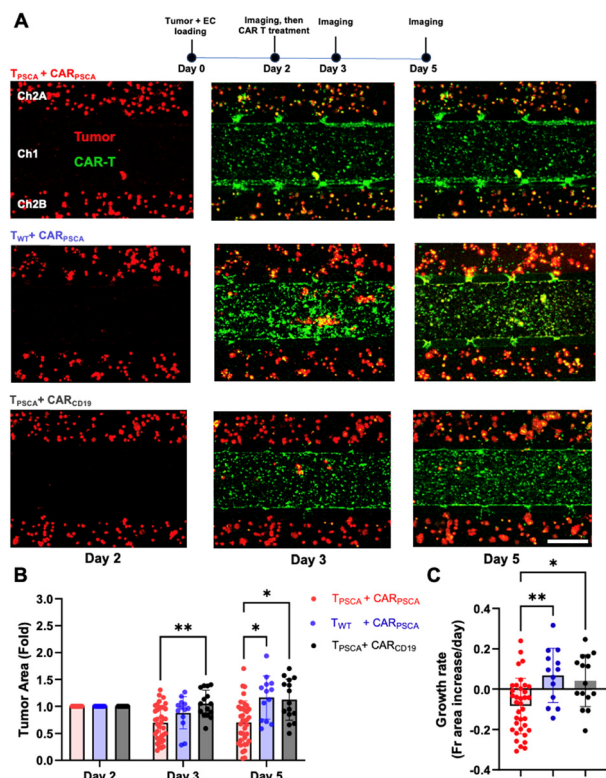 A
Tumor + EC
loading
Imaging, then
CAR T treatment
Imaging
Imaging
Day 0
Day 2
Day 3
Day 5
TPSCA + CARPSCA
Ch2A
Tumor
Ch1
CAR-T
Ch2B
TWT + CARPSCA
TPSCA + CARCD19
Day 2
Day 3
Day 5
B
Tumor Area (Fold)
3.0
2.5
2.0
1.5
1.0
0.5
0.0
**
*
*
Day 2
Day 3
Day 5
TPSCA + CARPSCA
TWT + CARPSCA
TPSCA + CARCD19
C
Growth rate
(Fr area increase/day)
0.4
0.2
0.0
-0.2
-0.4
*
**